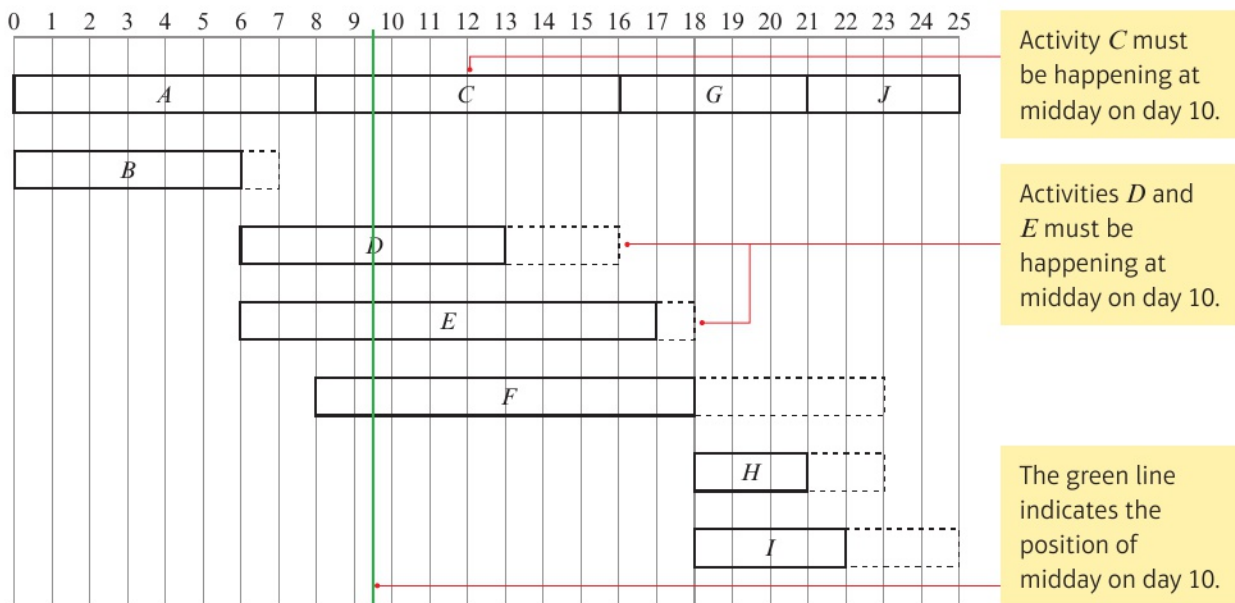 0 1 2 3 4 5 6 7 8 9 10 11 12 13 14 15 16 17 18 19 20 21 22 23 25
A C G J
B
D
E
F
H
I
Activity C must
be happening at
midday on day 10.
Activities D and
E must be
happening at
midday on day 10.
The green line
indicates the
position of
midday on day 10.